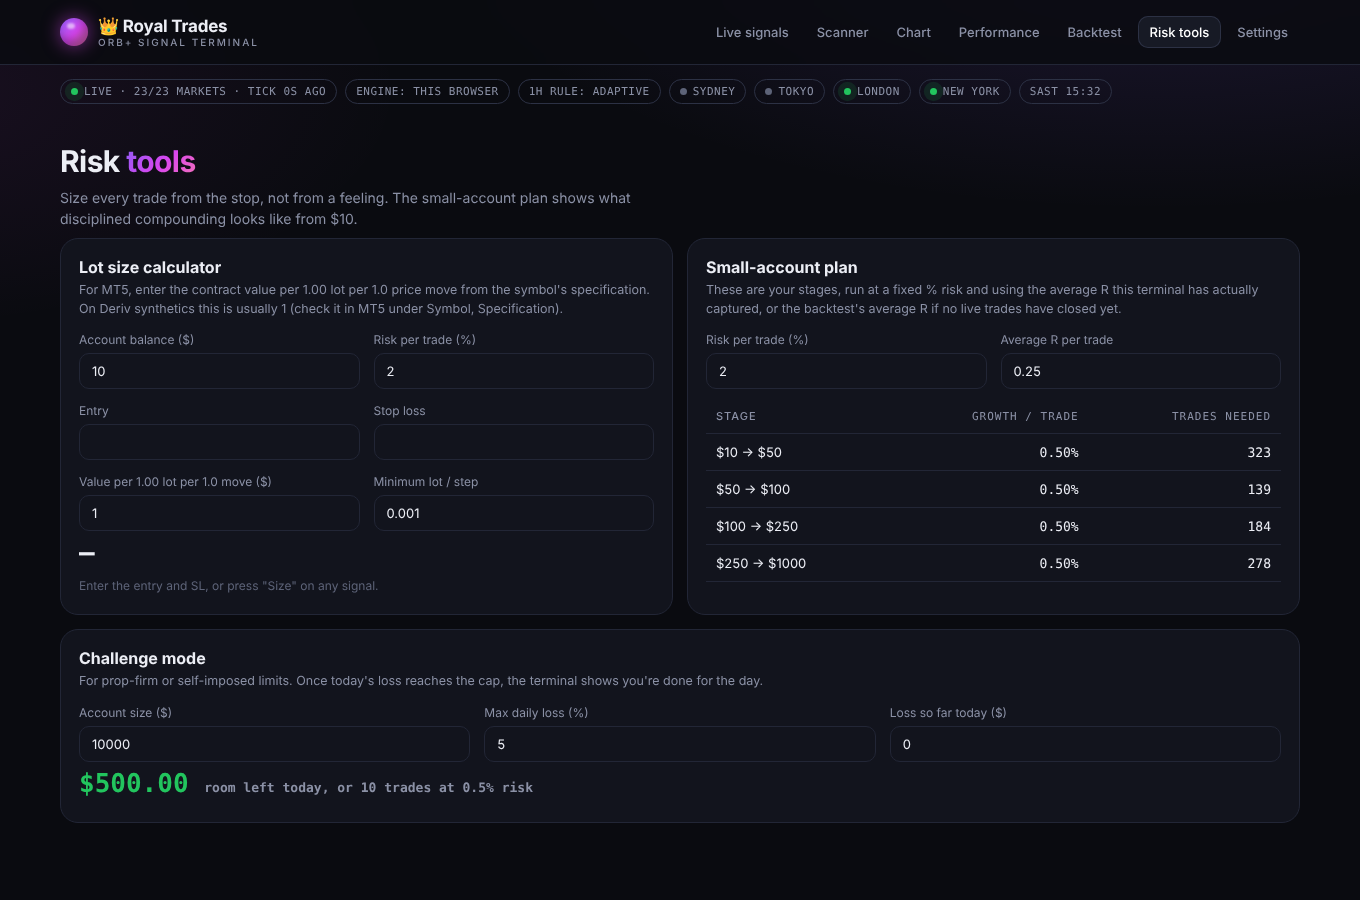 👑 Royal Trades
ORB+ SIGNAL TERMINAL
Live signals
Scanner
Chart
Performance
Backtest
Risk tools
Settings
LIVE · 23/23 MARKETS · TICK 0S AGO
ENGINE: THIS BROWSER
1H RULE: ADAPTIVE
SYDNEY
TOKYO
LONDON
NEW YORK
SAST 15:32
Risk tools
Size every trade from the stop, not from a feeling. The small-account plan shows what
disciplined compounding looks like from $10.
Lot size calculator
For MT5, enter the contract value per 1.00 lot per 1.0 price move from the symbol's specification.
On Deriv synthetics this is usually 1 (check it in MT5 under Symbol, Specification).
Account balance ($)
Risk per trade (%)
10
2
Entry
Stop loss
Value per 1.00 lot per 1.0 move ($)
Minimum lot / step
1
0.001
–
Enter the entry and SL, or press "Size" on any signal.
Small-account plan
These are your stages, run at a fixed % risk and using the average R this terminal has actually
captured, or the backtest's average R if no live trades have closed yet.
Risk per trade (%)
Average R per trade
2
0.25
STAGE GROWTH / TRADE TRADES NEEDED
$10 → $50 0.50% 323
$50 → $100 0.50% 139
$100 → $250 0.50% 184
$250 → $1000 0.50% 278
Challenge mode
For prop-firm or self-imposed limits. Once today's loss reaches the cap, the terminal shows you're done for the day.
Account size ($)
Max daily loss (%)
Loss so far today ($)
10000
5
0
$500.00 room left today, or 10 trades at 0.5% risk